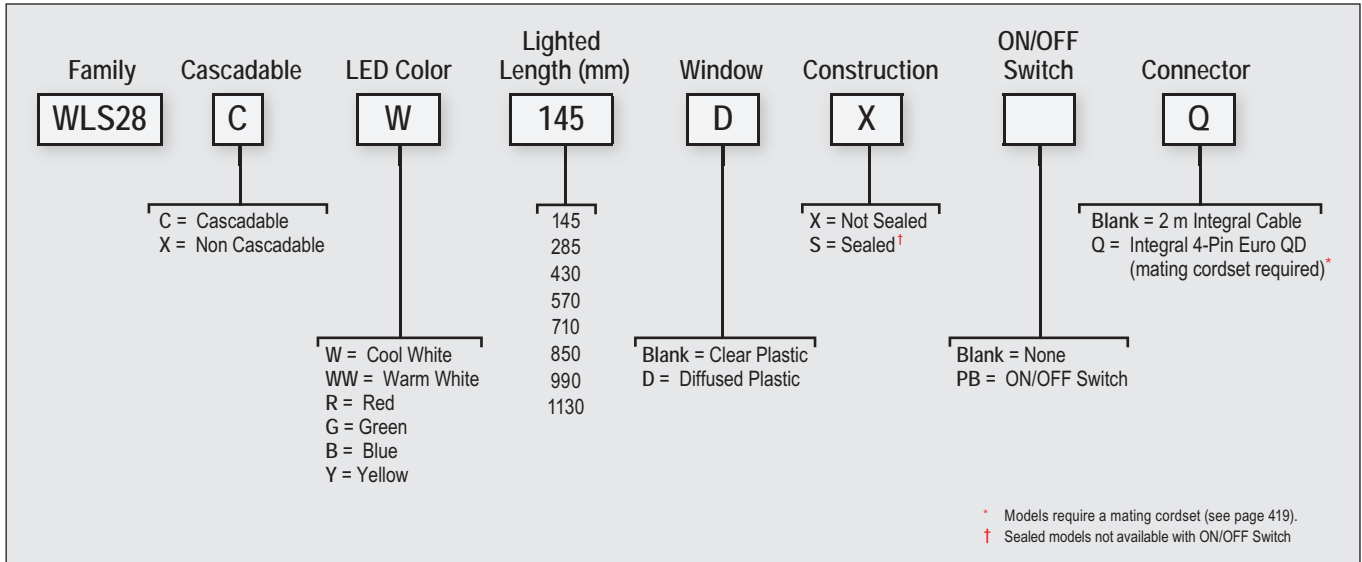 Family
Cascadable
LED Color
Lighted
Length (mm)
Window
Construction
ON/OFF
Switch
Connector
WLS28
C
W
145
D
X
Q
C = Cascadable
X = Non Cascadable
W = Cool White
WW = Warm White
R = Red
G = Green
B = Blue
Y = Yellow
145
285
430
570
710
850
990
1130
Blank = Clear Plastic
D = Diffused Plastic
X = Not Sealed
S = Sealed†
Blank = None
PB = ON/OFF Switch
Blank = 2 m Integral Cable
Q = Integral 4-Pin Euro QD
(mating cordset required)*
* Models require a mating cordset (see page 419).
† Sealed models not available with ON/OFF Switch